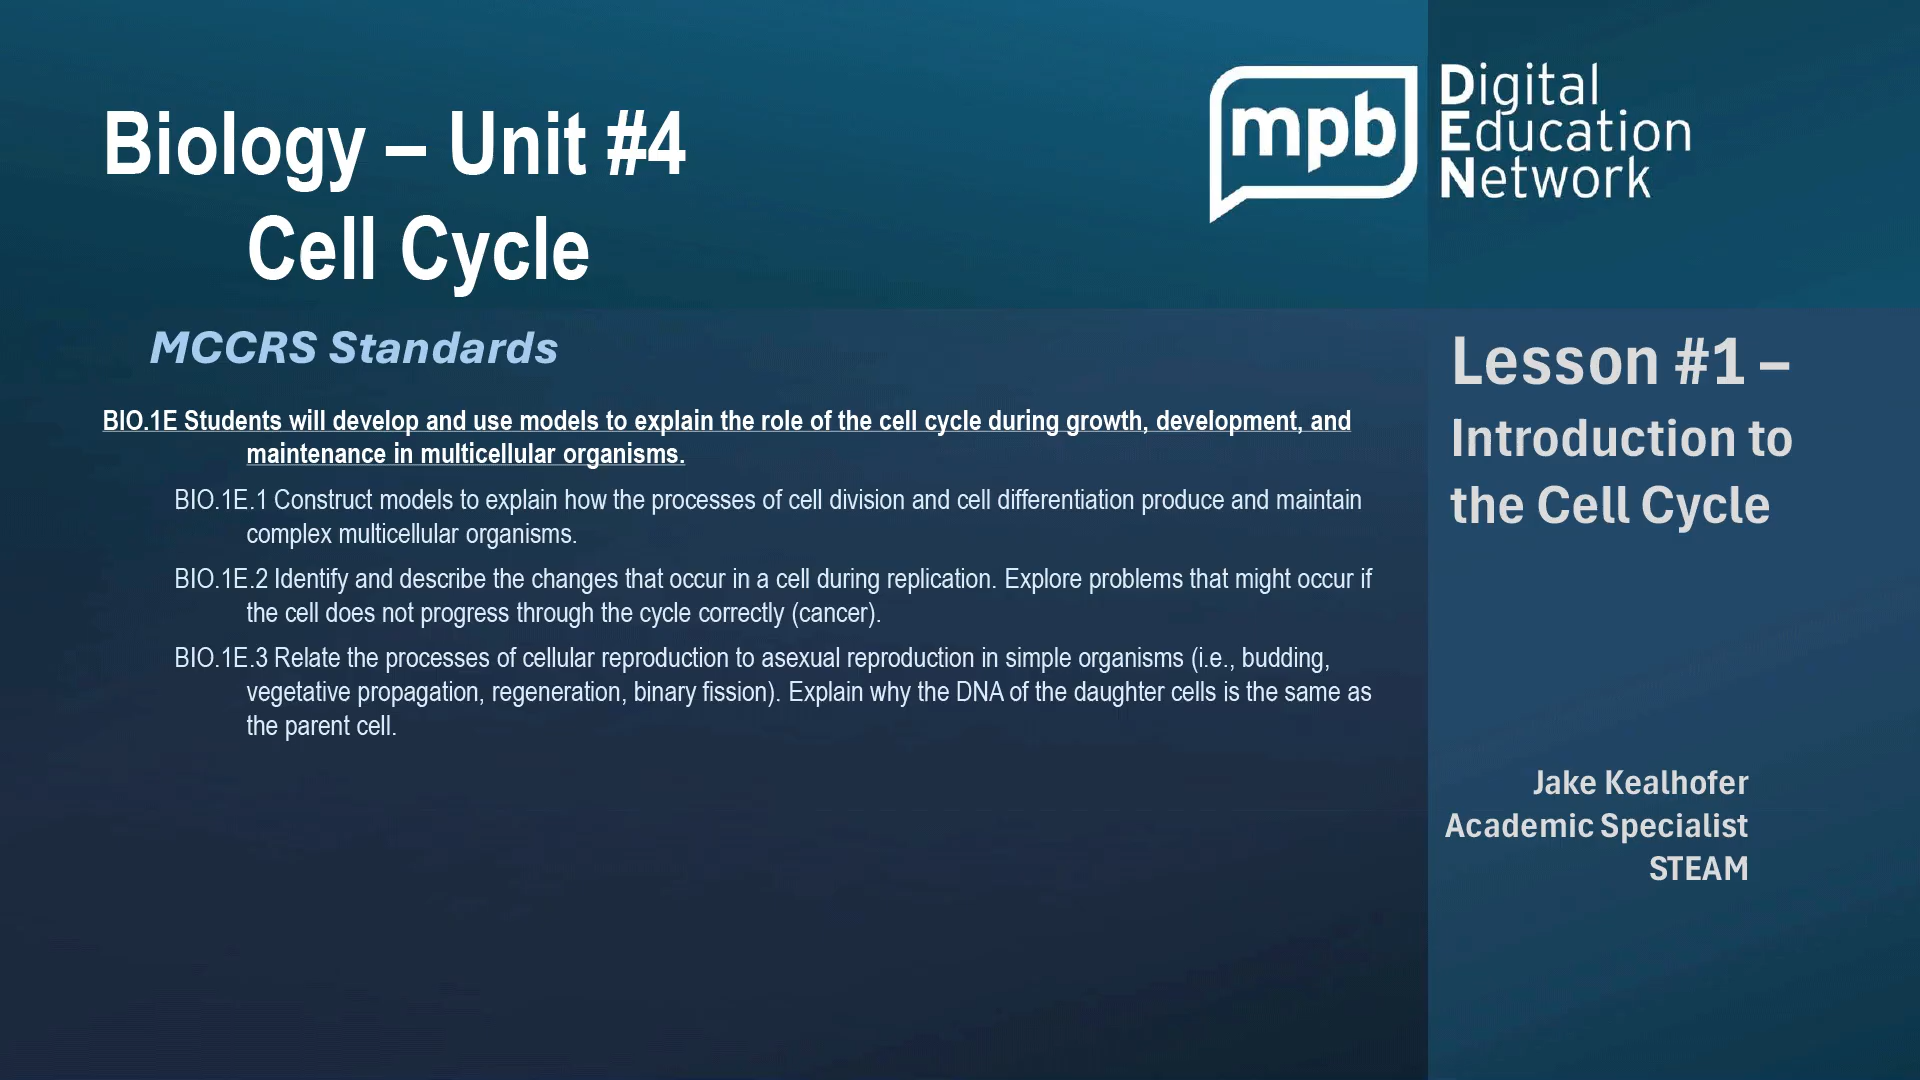 Biology – Unit #4
Cell Cycle
mpb
Digital
Education
Network
MCCRS Standards
BIO.1E Students will develop and use models to explain the role of the cell cycle during growth, development, and
maintenance in multicellular organisms.
BIO.1E.1 Construct models to explain how the processes of cell division and cell differentiation produce and maintain
complex multicellular organisms.
BIO.1E.2 Identify and describe the changes that occur in a cell during replication. Explore problems that might occur if
the cell does not progress through the cycle correctly (cancer).
BIO.1E.3 Relate the processes of cellular reproduction to asexual reproduction in simple organisms (i.e., budding,
vegetative propagation, regeneration, binary fission). Explain why the DNA of the daughter cells is the same as
the parent cell.
Lesson #1 –
Introduction to
the Cell Cycle
Jake Kealhofer
Academic Specialist
STEAM